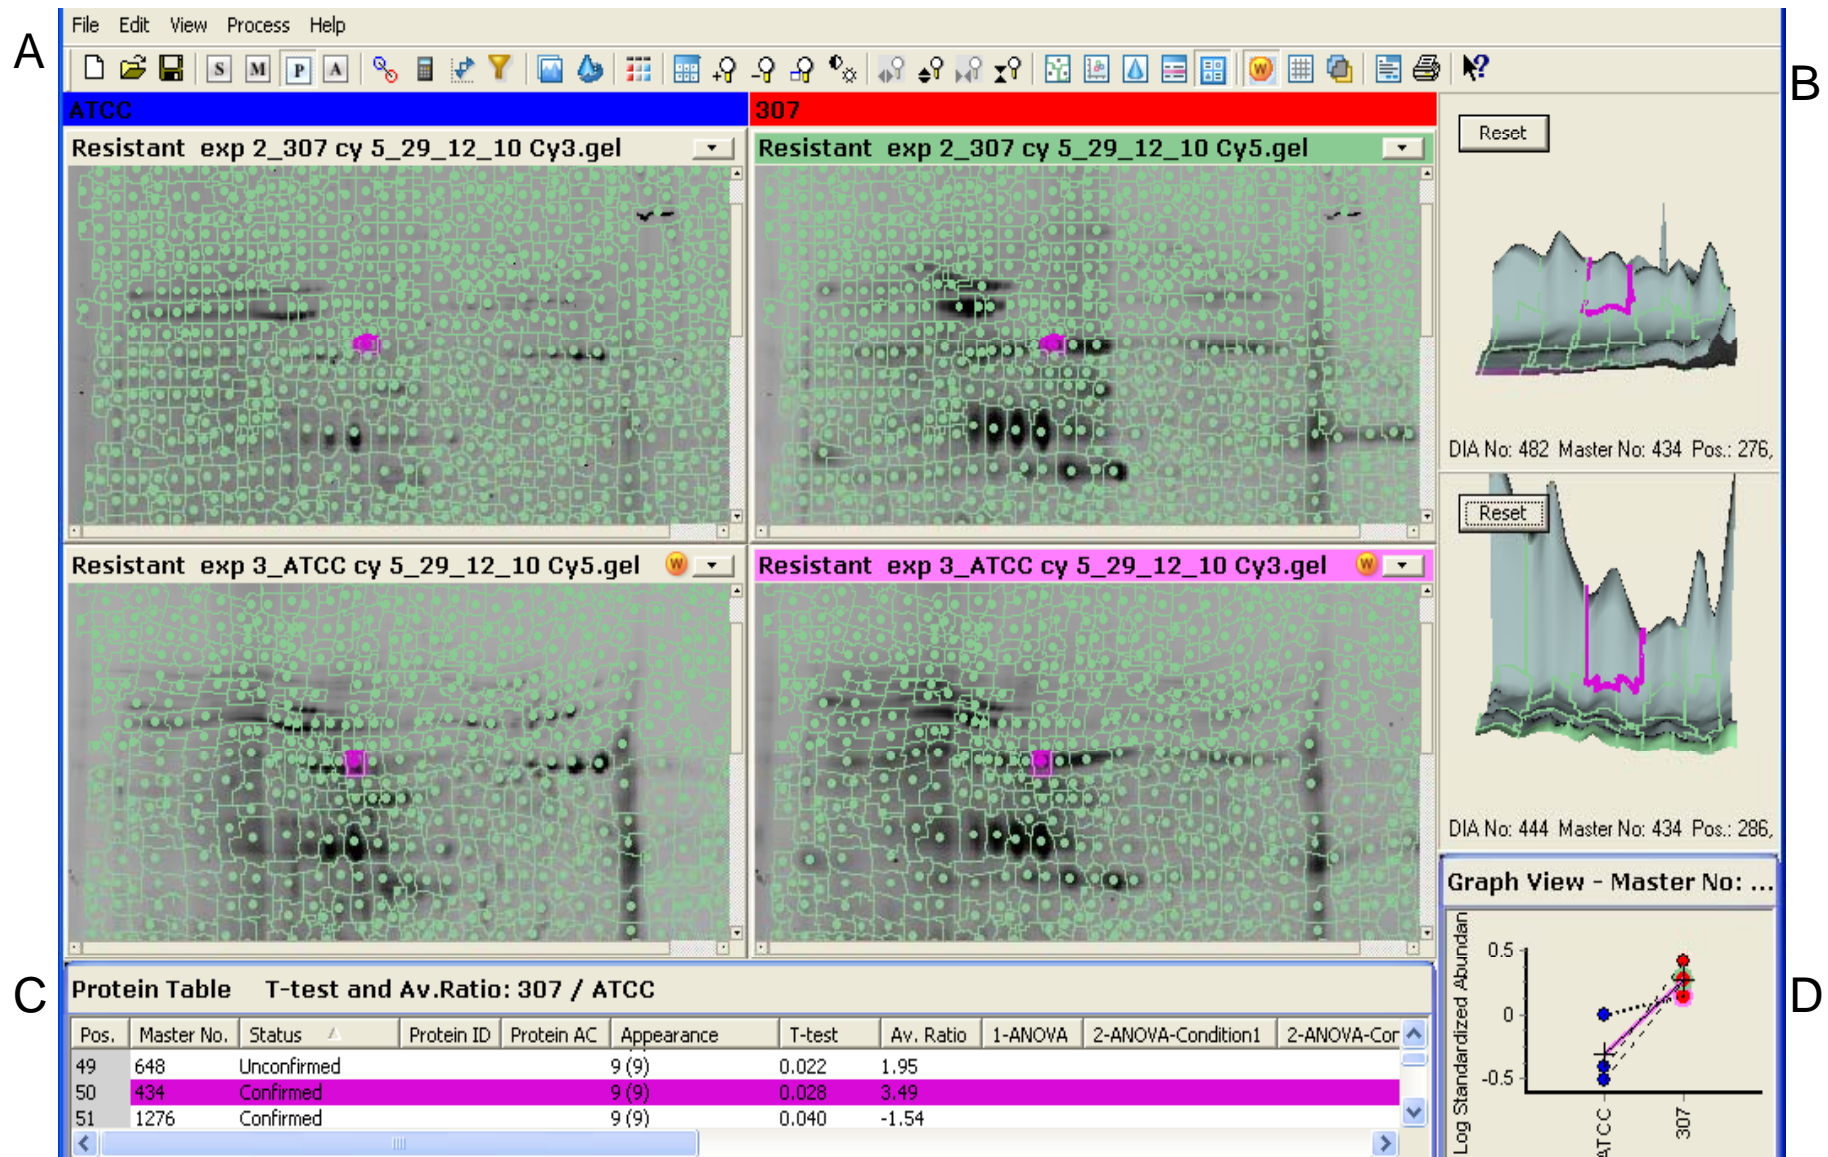 A
B
File Edit View Process Help
S M P A W
ATCC
307
Resistant exp 2_307 cy 5_29_12_10 Cy3.gel
Resistant exp 2_307 cy 5_29_12_10 Cy5.gel
Reset
DIA No: 482 Master No: 434 Pos.: 276,
Resistant exp 3_ATCC cy 5_29_12_10 Cy5.gel W
Resistant exp 3_ATCC cy 5_29_12_10 Cy3.gel W
Reset
DIA No: 444 Master No: 434 Pos.: 286,
C
Protein Table T-test and Av.Ratio: 307 / ATCC
Pos. Master No. Status Protein ID Protein AC Appearance T-test Av. Ratio 1-ANOVA 2-ANOVA-Condition1 2-ANOVA-Cor
49 648 Unconfirmed 9 (9) 0.022 1.95
50 434 Confirmed 9 (9) 0.028 3.49
51 1276 Confirmed 9 (9) 0.040 -1.54
D
Graph View - Master No: ...
Log Standardized Abundan
0.5
0
-0.5
ATCC
307